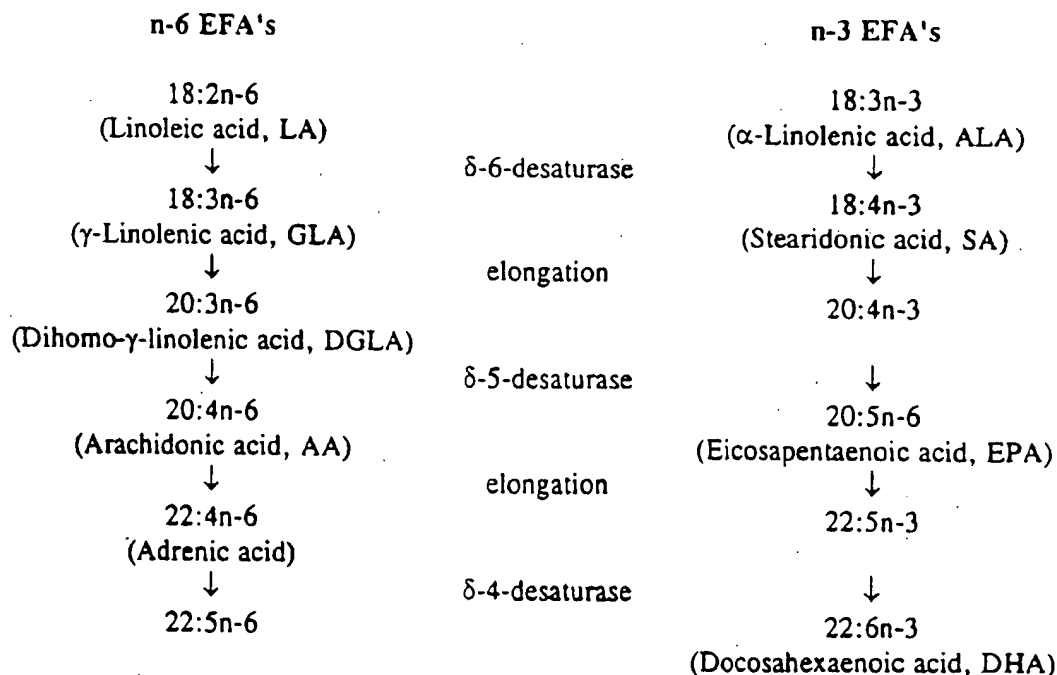 n-6 EFA's
n-3 EFA's
18:2n-6
(Linoleic acid, LA)
18:3n-3
(α-Linolenic acid, ALA)
↓
δ-6-desaturase
↓
18:3n-6
(γ-Linolenic acid, GLA)
18:4n-3
(Stearidonic acid, SA)
↓
elongation
↓
20:3n-6
(Dihomo-γ-linolenic acid, DGLA)
20:4n-3
↓
δ-5-desaturase
↓
20:4n-6
(Arachidonic acid, AA)
20:5n-6
(Eicosapentaenoic acid, EPA)
↓
elongation
↓
22:4n-6
(Adrenic acid)
22:5n-3
↓
δ-4-desaturase
↓
22:5n-6
22:6n-3
(Docosahexaenoic acid, DHA)